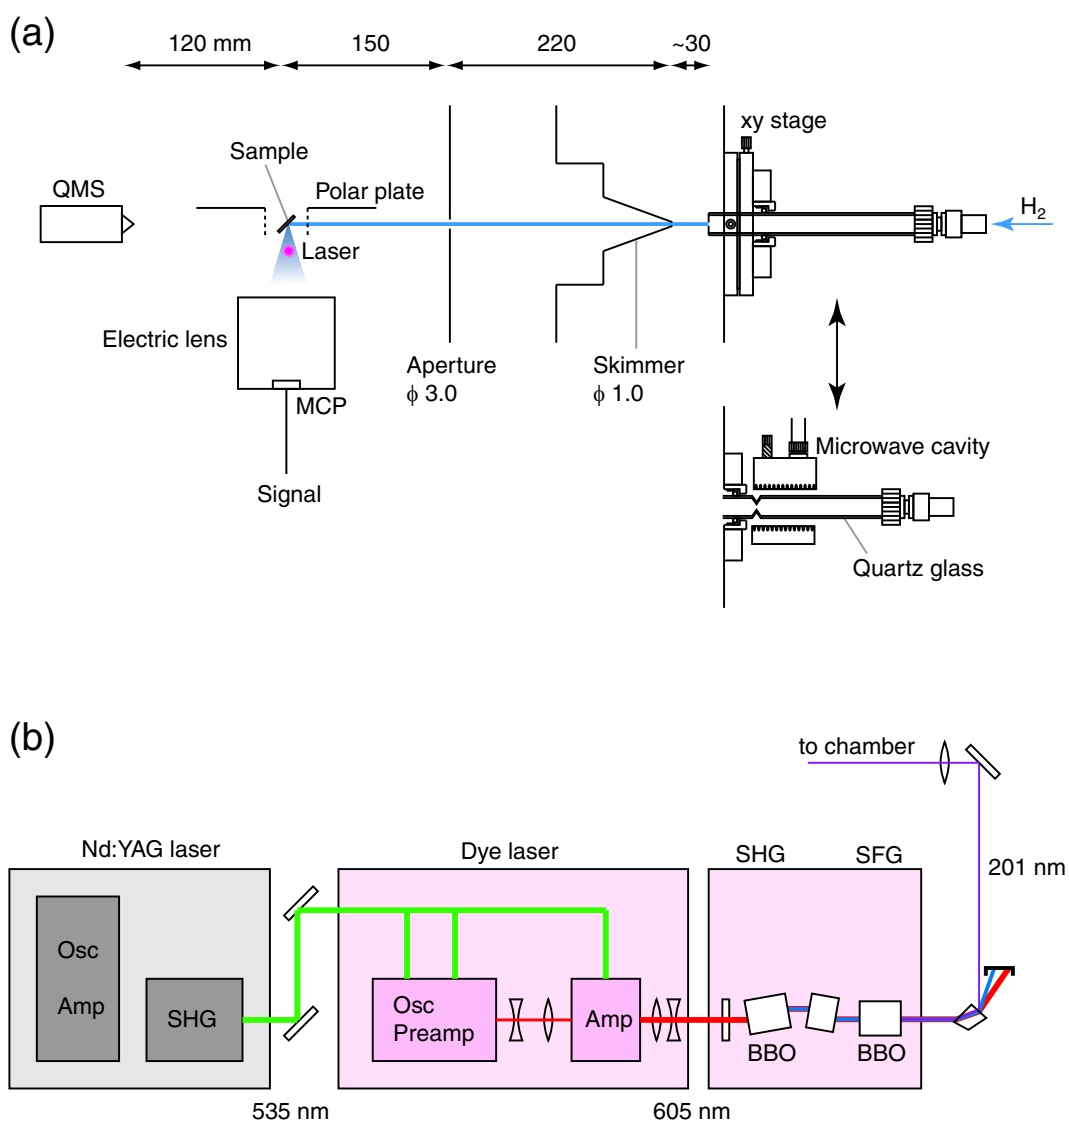 (a)
120 mm
150
220
~30
xy stage
Sample
QMS
Polar plate
H2
Laser
Electric lens
Aperture
ϕ 3.0
Skimmer
ϕ 1.0
MCP
Signal
Microwave cavity
Quartz glass
(b)
to chamber
Nd:YAG laser
Dye laser
SHG
SFG
201 nm
Osc
Amp
SHG
Osc
Preamp
Amp
BBO
BBO
535 nm
605 nm